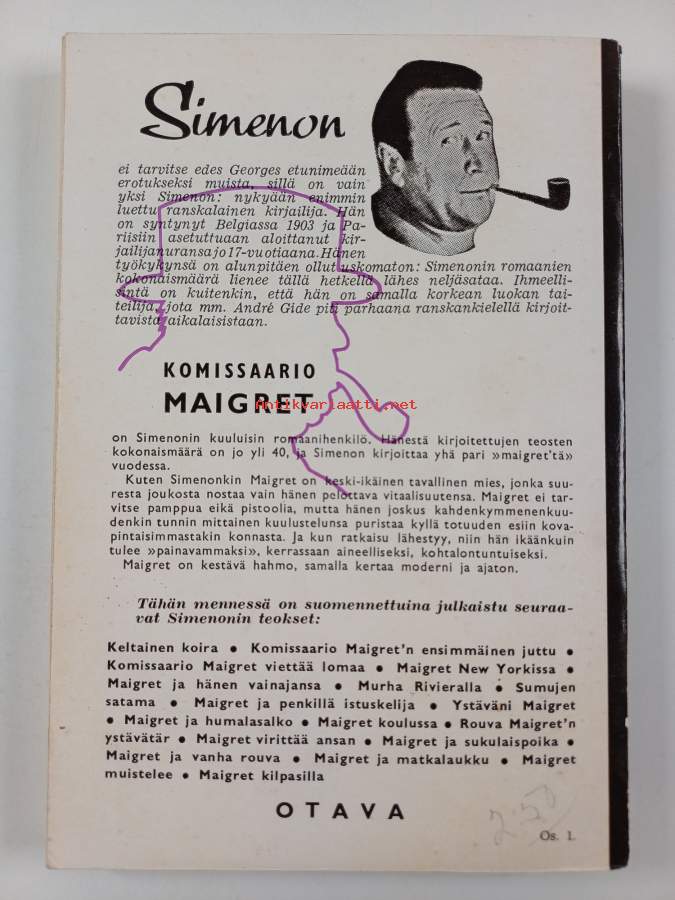 Simenon
ei tarvitse edes Georges etunimeään
erotukseksi muista, sillä on vain
yksi Simenon: nykyään enimmin
luettu ranskalainen kirjailija. Hän
on syntynyt Belgiassa 1903 ja Pa-
riisiin asetuttuaan aloittanut kir-
jailijanuransa jo 17-vuotiaana. Hänen
työkykynsä on alunpitäen ollut uskomaton: Simenonin romaanien
kokonaismäärä lienee tällä hetkellä lähes neljäsataa. Ihmeelli-
sintä on kuitenkin, että hän on samalla korkean luokan tai-
teilija, jota mm. André Gide piti parhaana ranskankielellä kirjoit-
tavista aikalaisistaan.
KOMISSAARIO
MAIGRET
antikvariaatti.net
on Simenonin kuuluisin romaanihenkilö. Hänestä kirjoitettujen teosten
kokonaismäärä on jo yli 40, ja Simenon kirjoittaa yhä pari »maigret'tä»
vuodessa.
Kuten Simenonkin Maigret on keski-ikäinen tavallinen mies, jonka suu-
resta joukosta nostaa vain hänen pelottava vitaalisuutensa. Maigret ei tar-
vitse pamppua eikä pistoolia, mutta hänen joskus kahdenkymmenenkuu-
denkin tunnin mittainen kuulustelunsa puristaa kyllä totuuden esiin kova-
pintaisimmastakin konnasta. Ja kun ratkaisu lähestyy, niin hän ikäänkuin
tulee »painavammaksi», kerrassaan aineelliseksi, kohtalontuntuiseksi.
Maigret on kestävä hahmo, samalla kertaa moderni ja ajaton.
Tähän mennessä on suomennettuina julkaistu seuraa-
vat Simenonin teokset:
Keltainen koira ● Komissaario Maigret'n ensimmäinen juttu ●
Komissaario Maigret viettää lomaa ● Maigret New Yorkissa ●
Maigret ja hänen vainajansa ● Murha Rivieralla ● Sumujen
satama ● Maigret ja penkillä istuskelija ● Ystäväni Maigret
● Maigret ja humalasalko ● Maigret koulussa ● Rouva Maigret'n
ystävätär ● Maigret virittää ansan ● Maigret ja sukulaispoika ●
Maigret ja vanha rouva ● Maigret ja matkalaukku ● Maigret
muistelee ● Maigret kilpasilla
OTAVA
2:50
Os. 1.